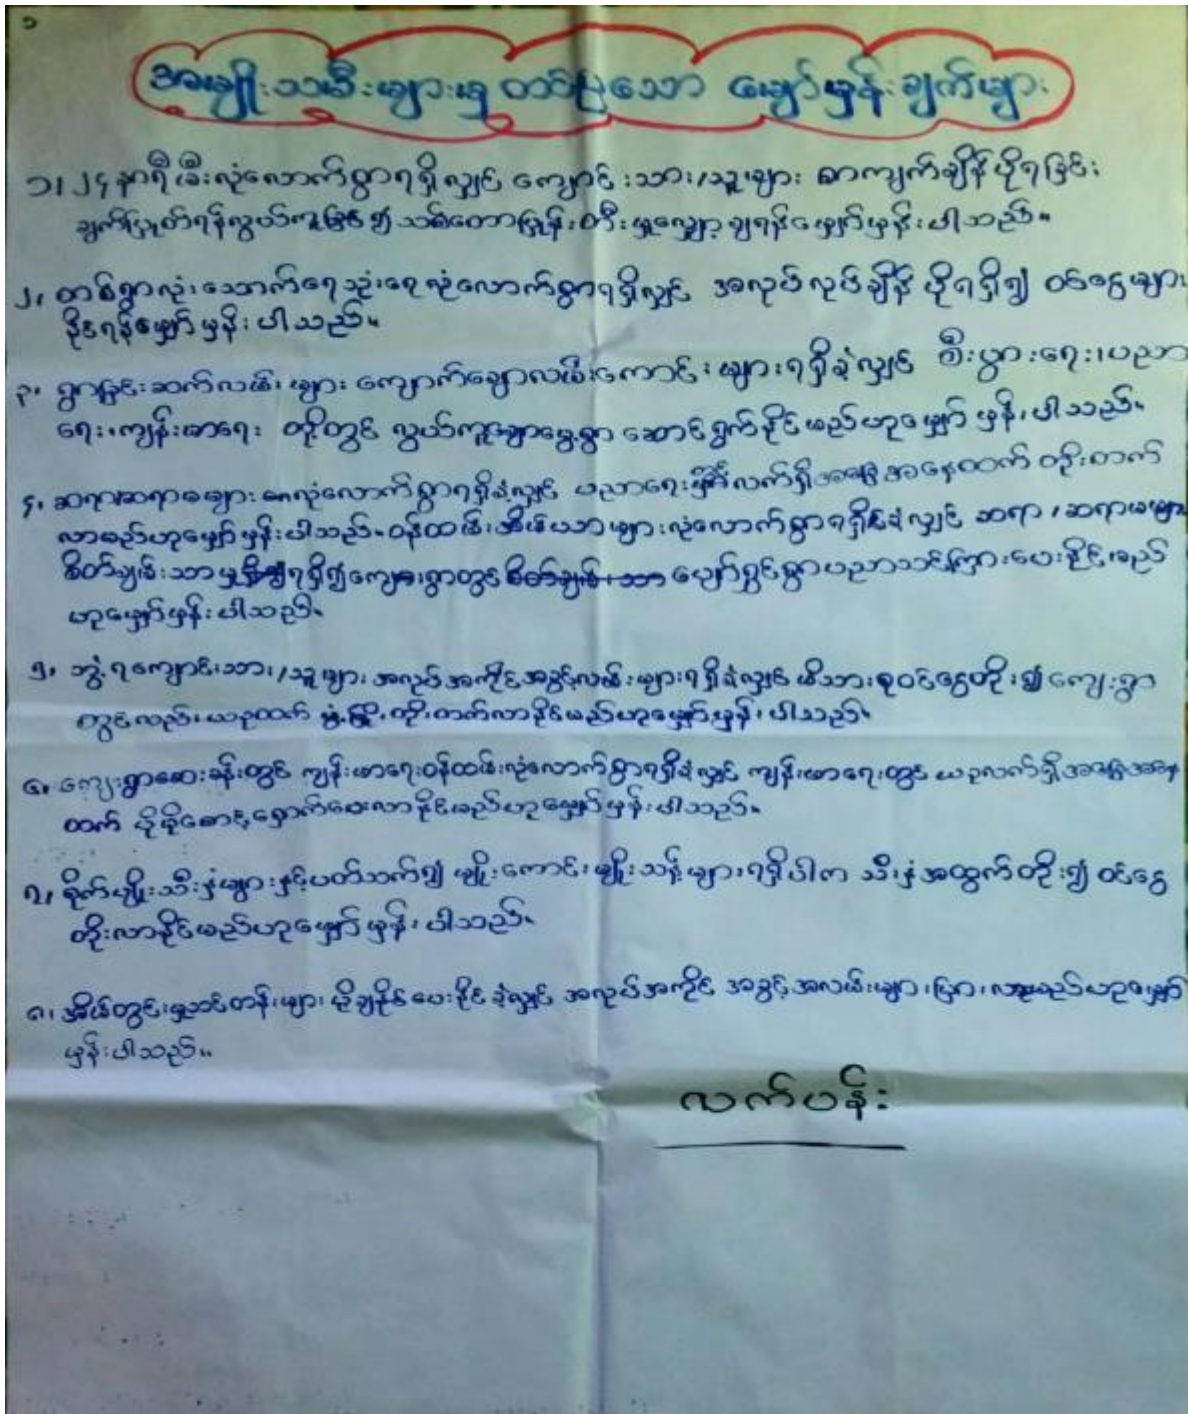 ၁
အမျိုးသမီးများမှ တင်ပြသော မျှော်မှန်းချက်များ
၁၊ ၂၄ နာရီ မီးလုံလောက်စွာရရှိလျှင် ကျောင်းသား/သူများ စာကျက်ချိန်ပိုရခြင်း
ချက်ပြုတ်ရန်လွယ်ကူခြင်း၍ သစ်တောပြုန်းတီးမှုလျှော့ချရန်မျှော်မှန်းပါသည်။
၂၊ တစ်ရွာလုံးသောက်ရေသုံးရေလုံလောက်စွာရရှိလျှင် အလုပ်လုပ်ချိန် ပိုရရှိ၍ ဝင်ငွေများ
နိုင်ရန်မျှော်မှန်းပါသည်။
၃၊ ရွာချင်းဆက်လမ်းများ ကျောက်ချောလမ်းကောင်းများရရှိခဲ့လျှင် စီးပွားရေး၊ပညာ
ရေး၊ကျန်းမာရေး တို့တွင် လွယ်ကူချောမွေ့စွာ ဆောင်ရွက်နိုင်မည်ဟုမျှော်မှန်းပါသည်။
၄၊ ဆရာ၊ဆရာမများ လုံလောက်စွာရရှိခဲ့လျှင် ပညာရေး လက်ရှိအခြေအနေထက် တိုးတက်
လာမည်ဟုမျှော်မှန်းပါသည်။ ဝန်ထမ်းအိမ်ယာများလုံလောက်စွာရရှိခဲ့လျှင် ဆရာ၊ဆရာမများ
စိတ်ချမ်းသာမှုရရှိ၍ကျေးရွာတွင် ပျော်ရွှင်စွာပညာသင်ကြားပေးနိုင်မည်
ဟုမျှော်မှန်းပါသည်။
၅၊ ဘွဲ့ရကျောင်းသား/သူများ အလုပ်အကိုင်အခွင့်လမ်းများရရှိခဲ့လျှင် မိသားစုဝင်ငွေတိုး၍ ကျေးရွာ
တွင်လည်း ယခုထက် ဖွံ့ဖြိုးတိုးတက်လာနိုင်မည်ဟုမျှော်မှန်းပါသည်။
၆၊ ကျေးရွာဆေးခန်းတွင် ကျန်းမာရေးဝန်ထမ်းလုံလောက်စွာရရှိခဲ့လျှင် ကျန်းမာရေးတွင် ယခုလက်ရှိအခြေအနေ
ထက် ပိုမိုစောင့်ရှောက်ပေးလာနိုင်မည်ဟုမျှော်မှန်းပါသည်။
၇၊ စိုက်ပျိုးသီးနှံများနှင့်ပတ်သက်၍ မျိုးကောင်းမျိုးသန့်များရရှိပါက သီးနှံအထွက်တိုး၍ ဝင်ငွေ
တိုးလာနိုင်မည်ဟုမျှော်မှန်းပါသည်။
၈၊ အိမ်တွင်းမှုသင်တန်းများ ပို့ချနိုင်ပေးနိုင်ခဲ့လျှင် အလုပ်အကိုင် အခွင့်အလမ်းများ ပြား လာမည်ဟုမျှော်
မှန်းပါသည်။
လက်ပန်း